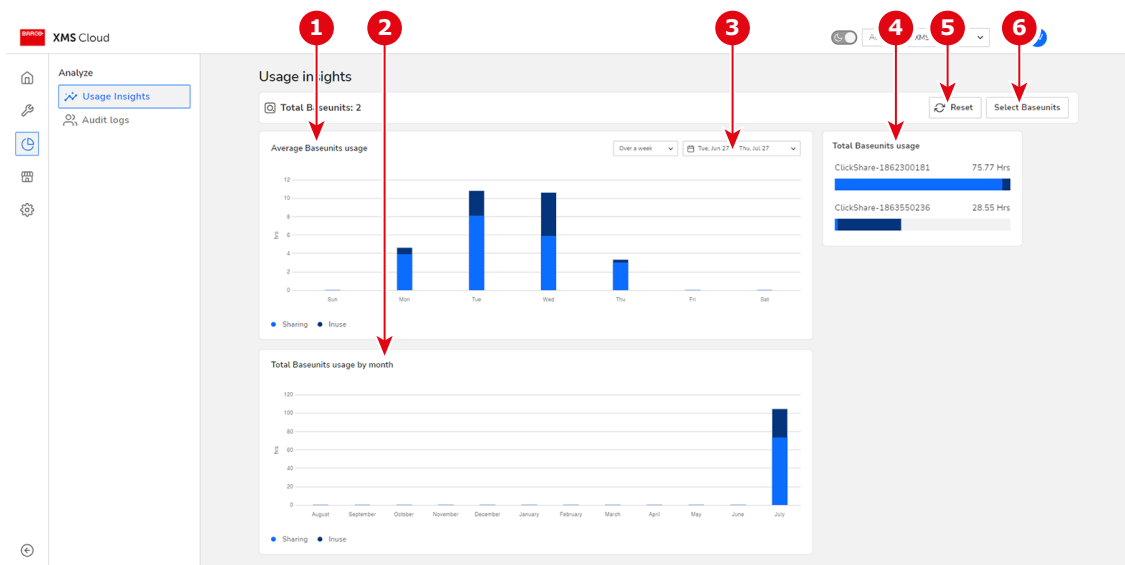 1 2 3 4 5 6
BARCO XMS Cloud XMS
Analyze
Usage Insights
Audit logs
Usage insights
Total Baseunits: 2
Reset
Select Baseunits
Average Baseunits usage
Over a week
Tue, Jun 27 Thu, Jul 27
12
10
8
6
4
2
0
hrs
Sun Mon Tue Wed Thu Fri Sat
Sharing Inuse
Total Baseunits usage
ClickShare-1862300181 75.77 Hrs
ClickShare-1863550236 28.55 Hrs
Total Baseunits usage by month
120
100
80
60
40
20
0
hrs
August September October November December January February March April May June July
Sharing Inuse